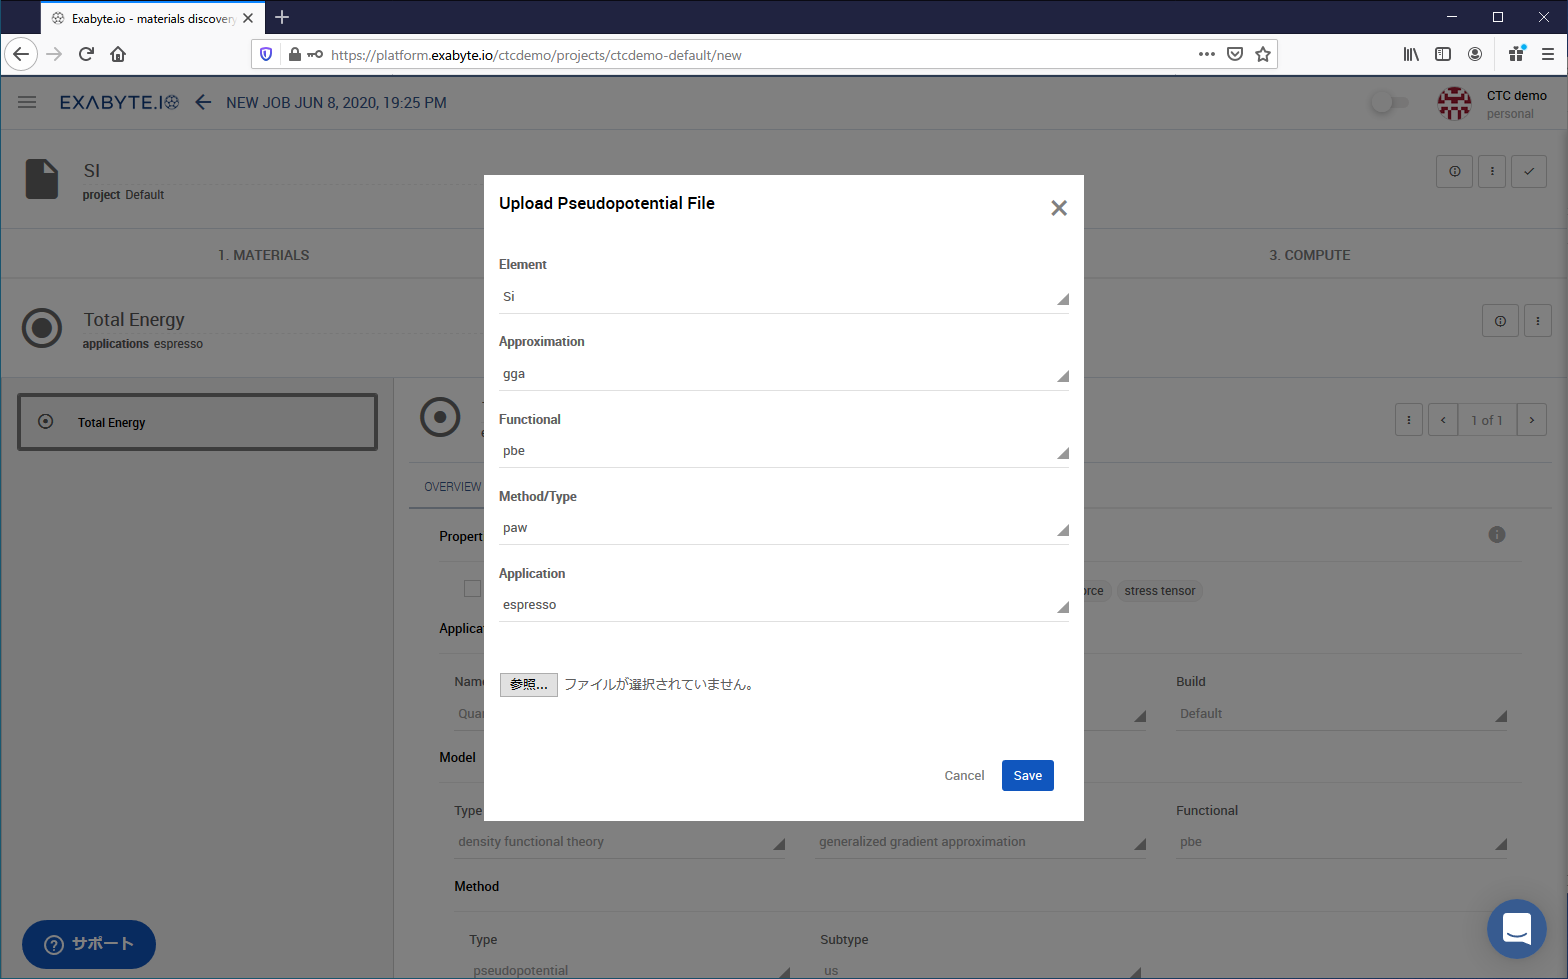 Exabyte.io - materials discovery
https://platform.exabyte.io/ctcdemo/projects/ctcdemo-default/new
EXABYTE.IO
NEW JOB JUN 8, 2020, 19:25 PM
CTC demo
personal
SI
project Default
1. MATERIALS
3. COMPUTE
Total Energy
applications espresso
Total Energy
1 of 1
OVERVIEW
Propert
orce
stress tensor
Applica
Name
Quan
Build
Default
Model
Type
density functional theory
generalized gradient approximation
Functional
pbe
Method
Type
pseudopotential
Subtype
us
サポート
Upload Pseudopotential File
Element
Si
Approximation
gga
Functional
pbe
Method/Type
paw
Application
espresso
参照... ファイルが選択されていません。
Cancel
Save